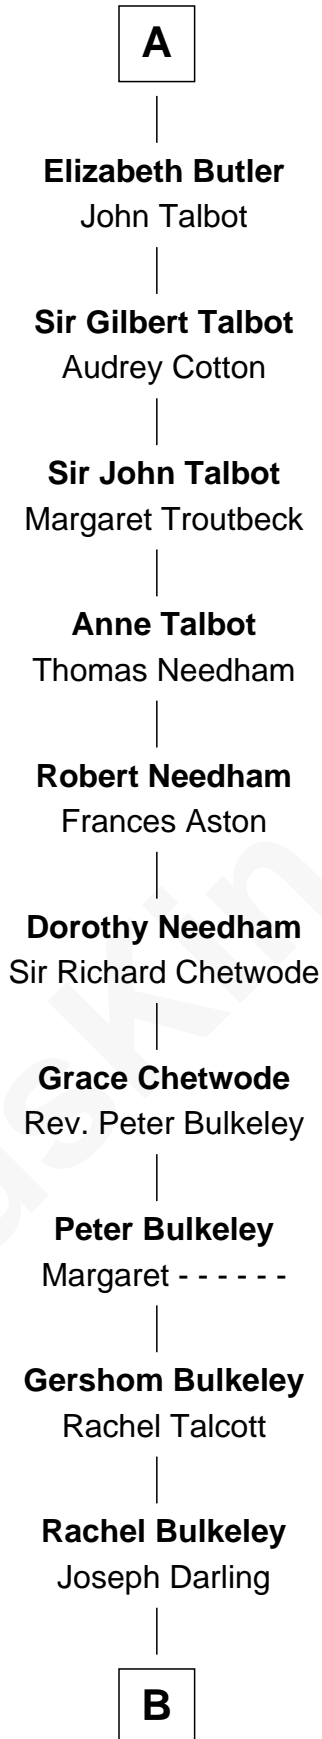 A
Elizabeth Butler
John Talbot
Sir Gilbert Talbot
Audrey Cotton
Sir John Talbot
Margaret Troutbeck
Anne Talbot
Thomas Needham
Robert Needham
Frances Aston
Dorothy Needham
Sir Richard Chetwode
Grace Chetwode
Rev. Peter Bulkeley
Peter Bulkeley
Margaret - - - - - -
Gershom Bulkeley
Rachel Talcott
Rachel Bulkeley
Joseph Darling
B